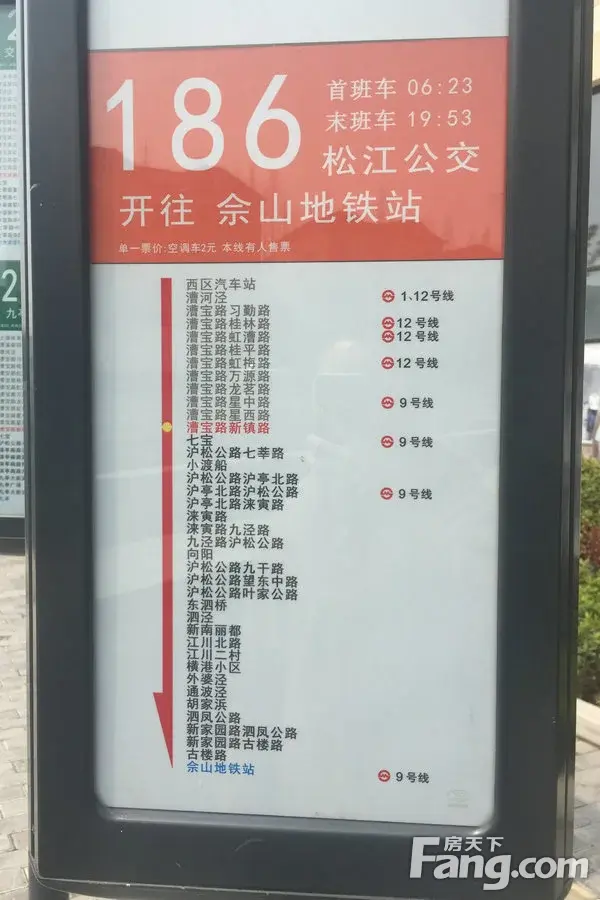 186
首班车 06:23
末班车 19:53
松江公交
开往 佘山地铁站
单一票价:空调车2元 本线有人售票
西区汽车站
漕河泾 1、12号线
漕宝路习勤路
漕宝路桂林路 12号线
漕宝路虹漕路 12号线
漕宝路桂平路
漕宝路虹梅路 12号线
漕宝路万源路
漕宝路龙茗路
漕宝路星中路 9号线
漕宝路星西路
漕宝路新镇路
七宝 9号线
沪松公路七莘路
小渡船
沪松公路沪亭北路
沪亭北路沪松公路 9号线
沪亭北路涞寅路
涞寅路
涞寅路九泾路
九泾路沪松公路
向阳
沪松公路九干路
沪松公路望东中路
沪松公路叶家公路
东泗桥
泗泾
新南丽都
江川北路
江川二村
横港小区
外婆泾
通波泾
胡家浜
泗凤公路
新家园路泗凤公路
新家园路古楼路
古楼路
佘山地铁站 9号线
房天下
Fang.com